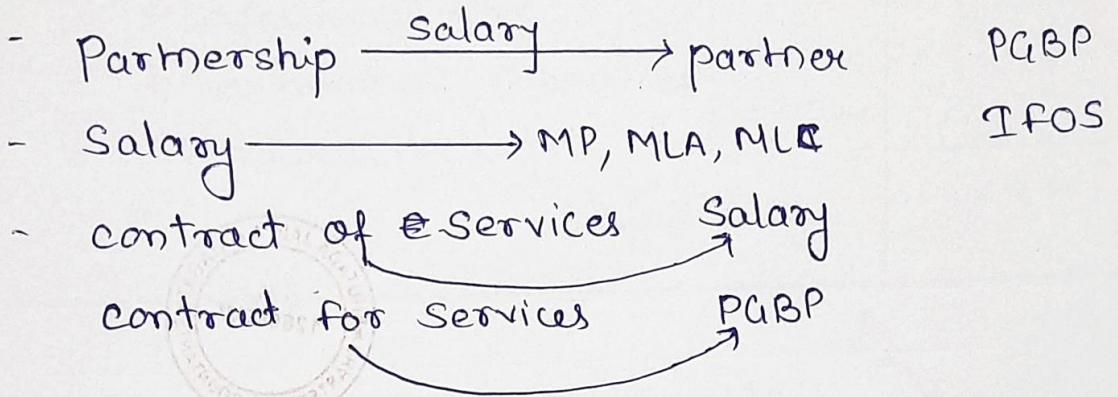 - Partnership salary → partner PGBP
- Salary → MP, MLA, MLC IFOS
- contract of services Salary
contract for services PGBP